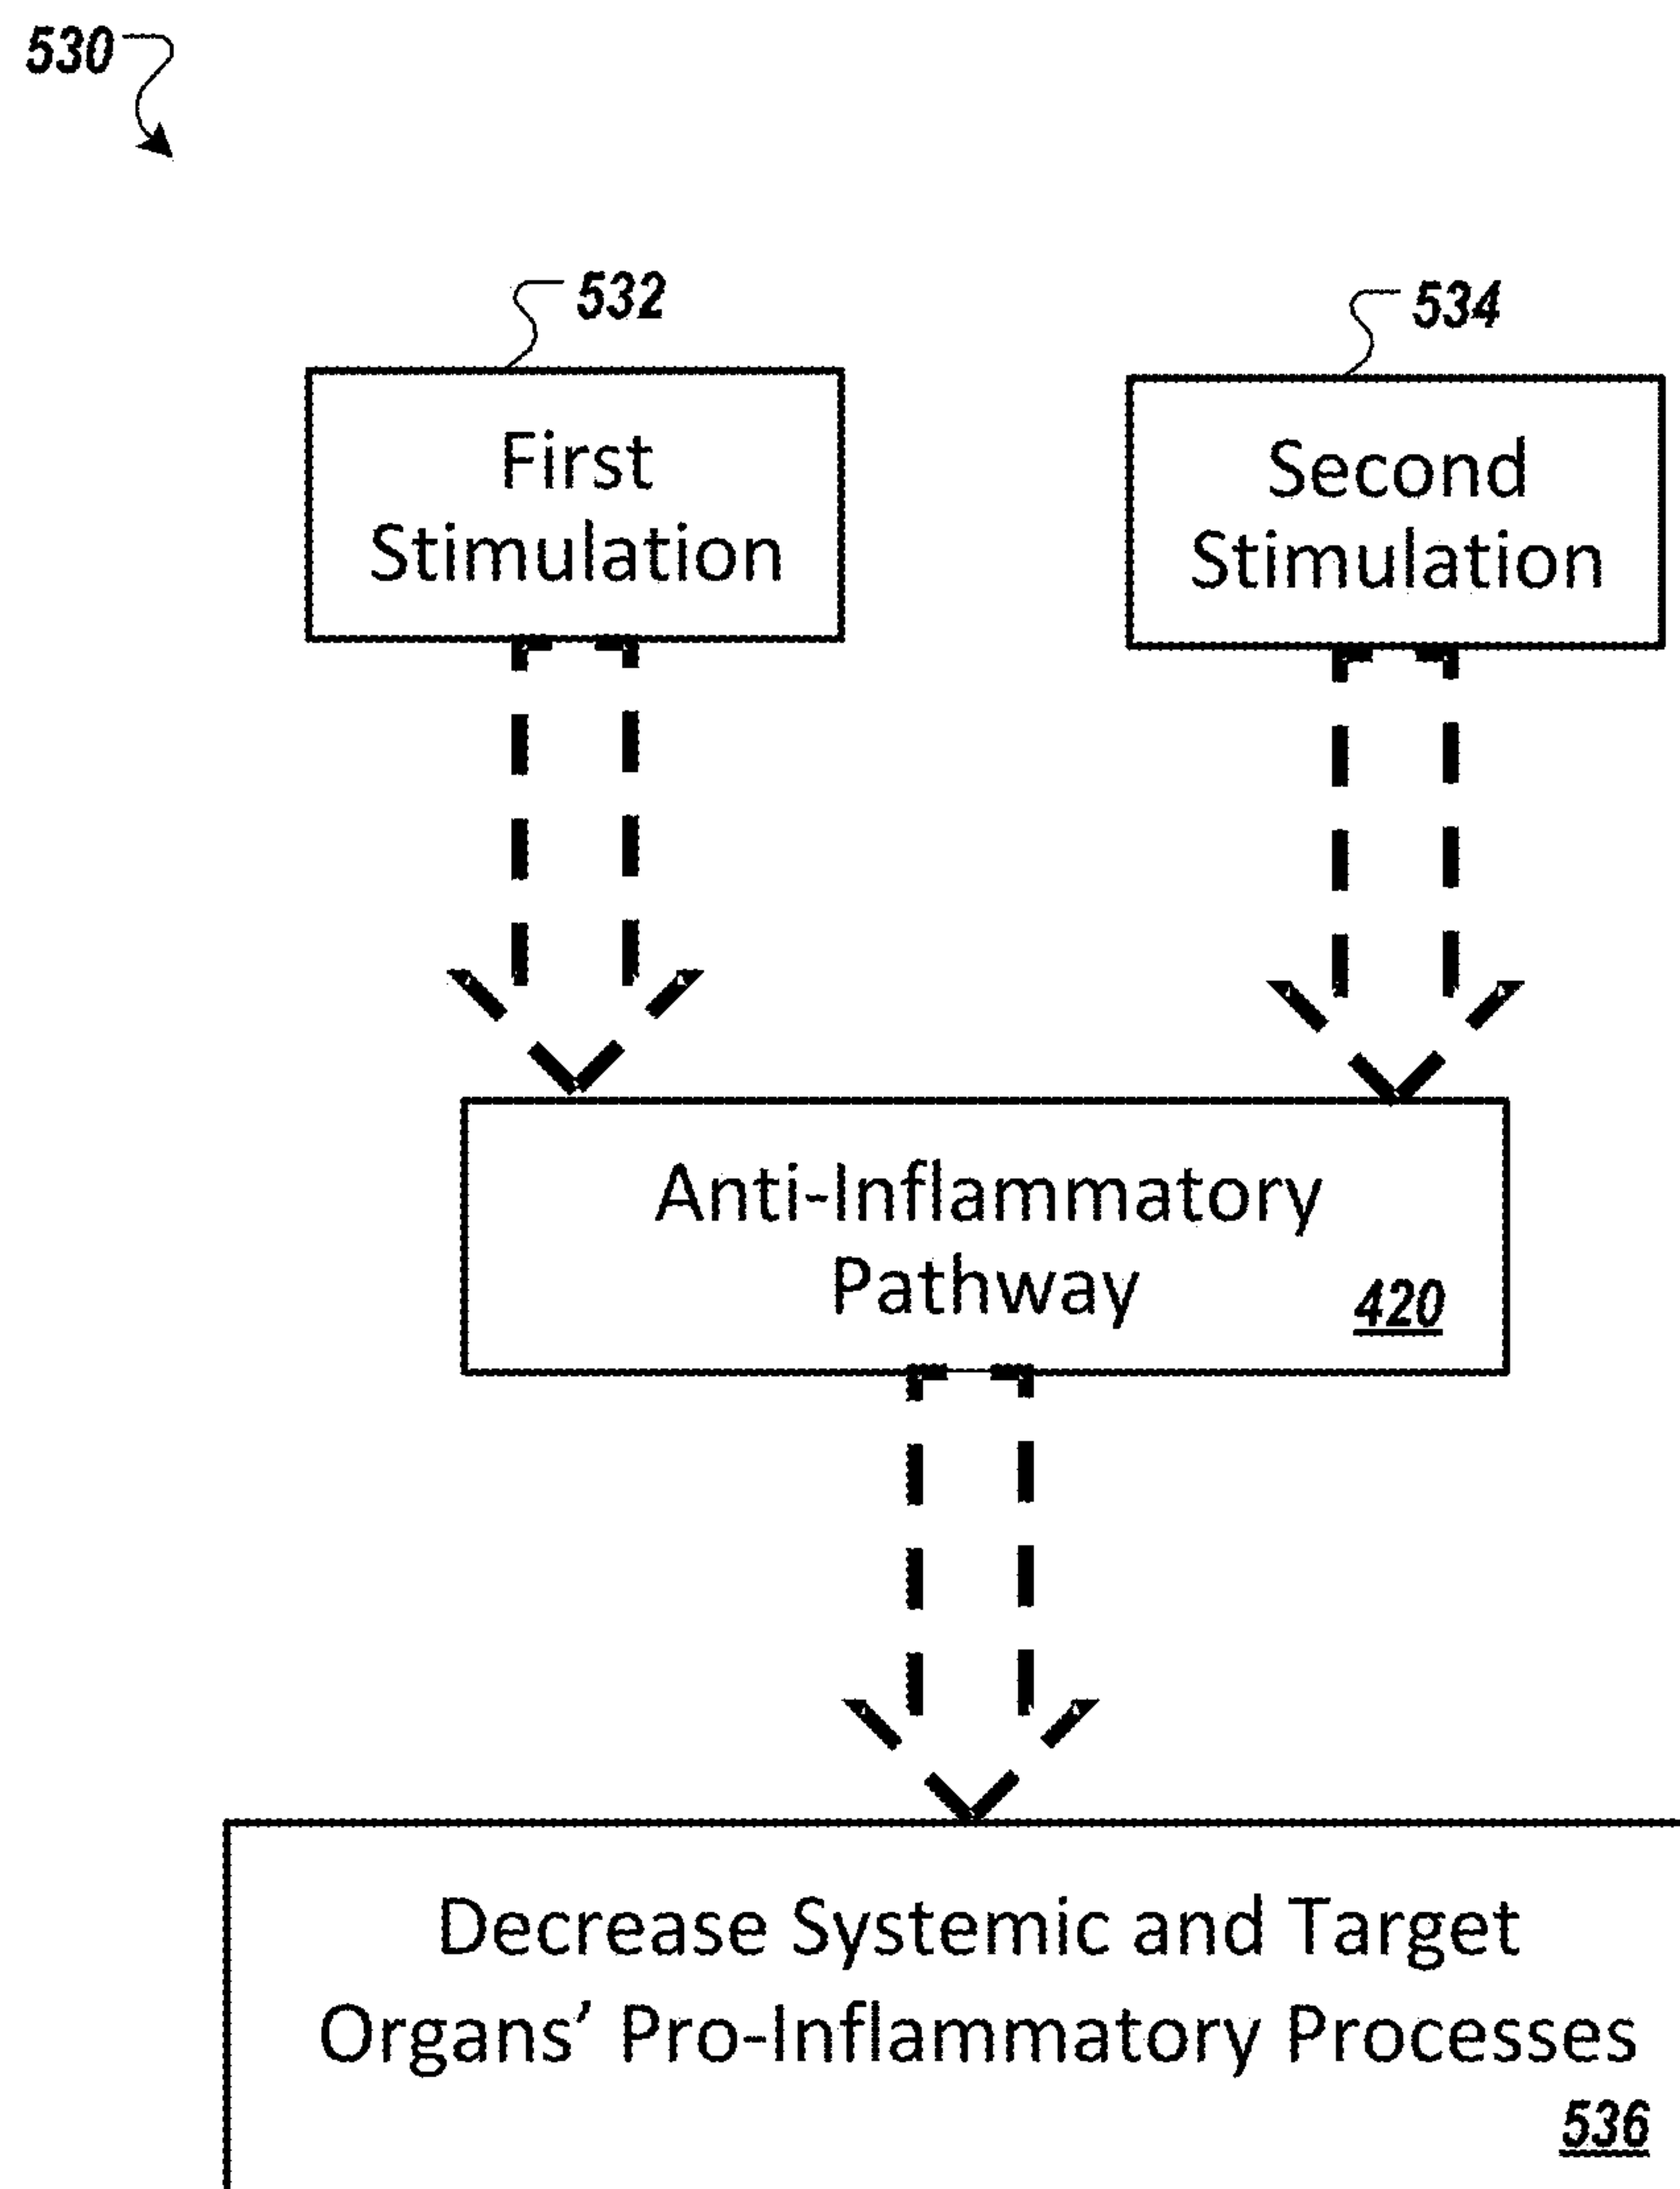 530
532
534
First
Stimulation
Second
Stimulation
Anti-Inflammatory
Pathway
420
Decrease Systemic and Target
Organs’ Pro-Inflammatory Processes
536